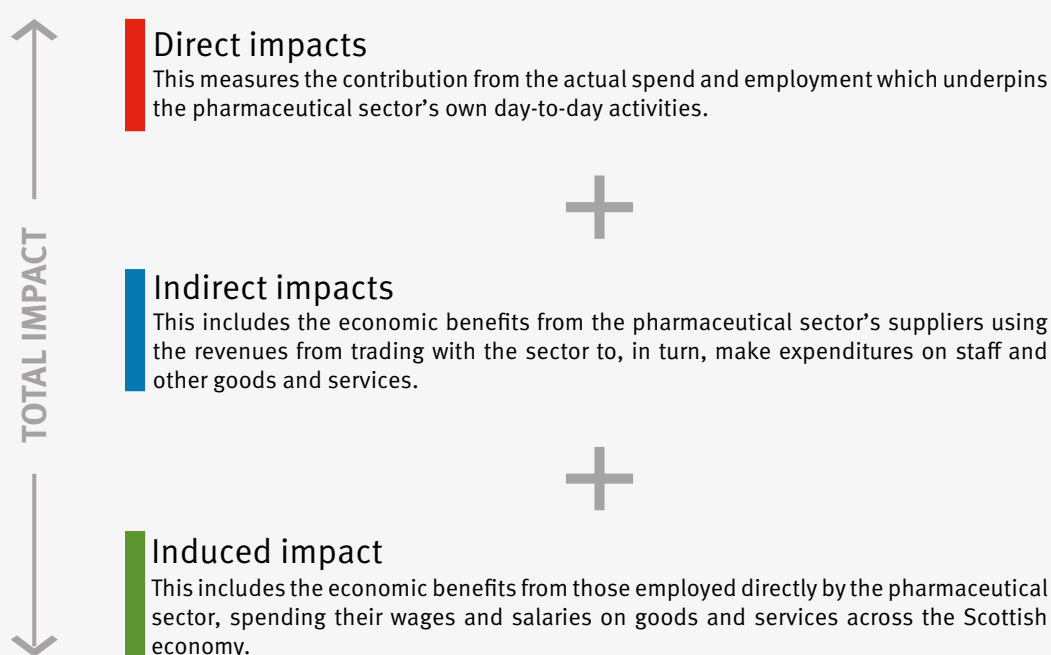 TOTAL IMPACT
Direct impacts
This measures the contribution from the actual spend and employment which underpins
the pharmaceutical sector’s own day-to-day activities.
+
Indirect impacts
This includes the economic benefits from the pharmaceutical sector’s suppliers using
the revenues from trading with the sector to, in turn, make expenditures on staff and
other goods and services.
+
Induced impact
This includes the economic benefits from those employed directly by the pharmaceutical
sector, spending their wages and salaries on goods and services across the Scottish
economy.